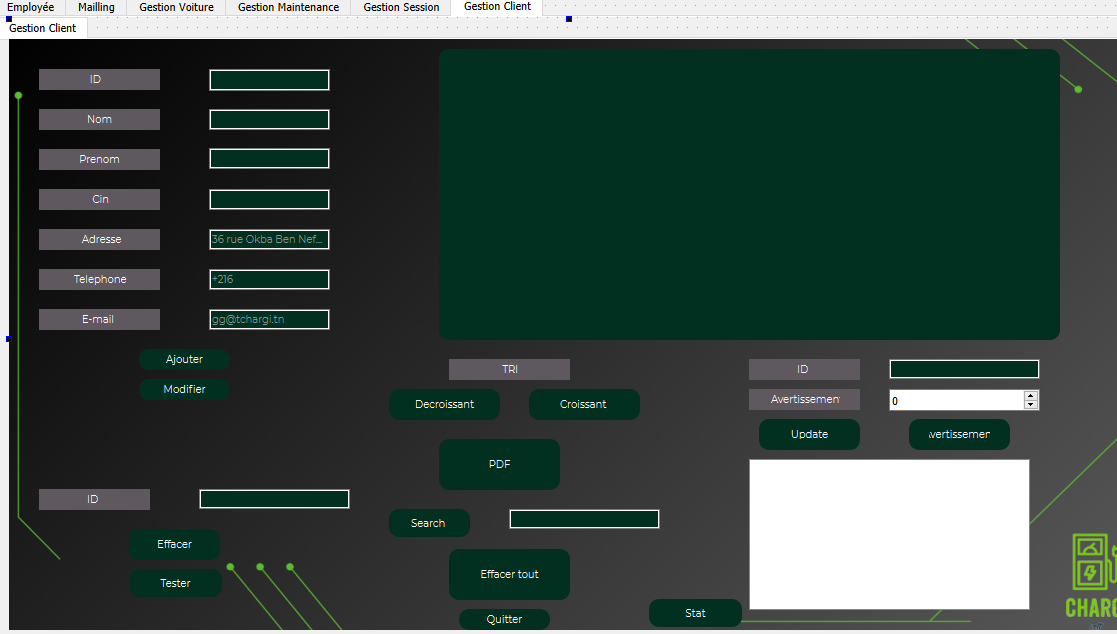 Employée Mailling Gestion Voiture Gestion Maintenance Gestion Session Gestion Client
Gestion Client
ID
Nom
Prenom
Cin
Adresse 36 rue Okba Ben Nef...
Telephone +216
E-mail gg@tchargi.tn
Ajouter
Modifier
TRI
Decroissant Croissant
PDF
Search
Effacer tout
Quitter
ID
Avertissemen 0
Update vertissemen
Stat
ID
Effacer
Tester
CHARG